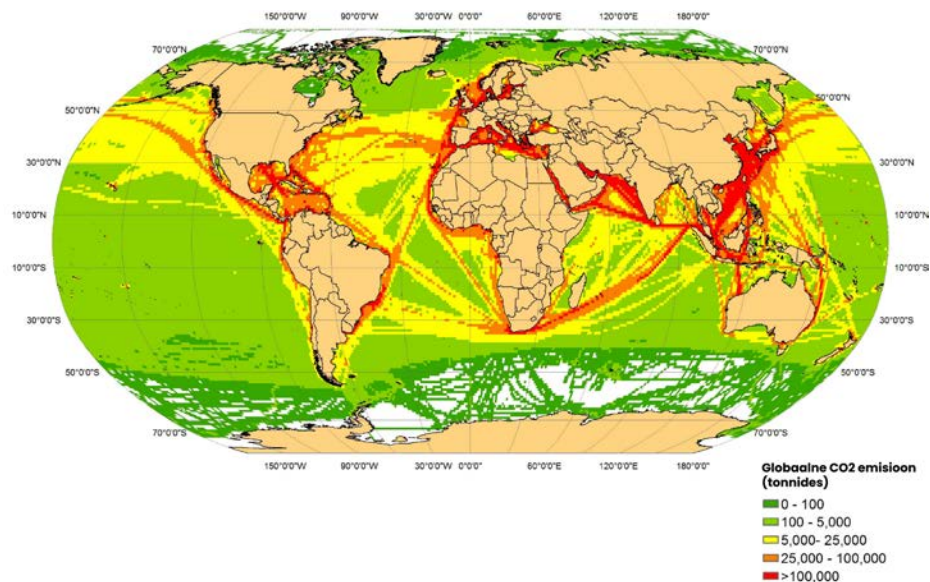 150°0'0"W 90°0'0"W 30°0'0"W 0°0'0" 60°0'0"E 120°0'0"E 180°0'0"
70°0'0"N 70°0'0"N
50°0'0"N 50°0'0"N
30°0'0"N 30°0'0"N
10°0'0"N 10°0'0"N
10°0'0"S 10°0'0"S
30°0'0"S 30°0'0"S
50°0'0"S 50°0'0"S
70°0'0"S 70°0'0"S
150°0'0"W 90°0'0"W 30°0'0"W 0°0'0" 60°0'0"E 120°0'0"E 180°0'0"
Globaalne CO2 emisioon
(tonnides)
0 - 100
100 - 5,000
5,000- 25,000
25,000 - 100,000
>100,000